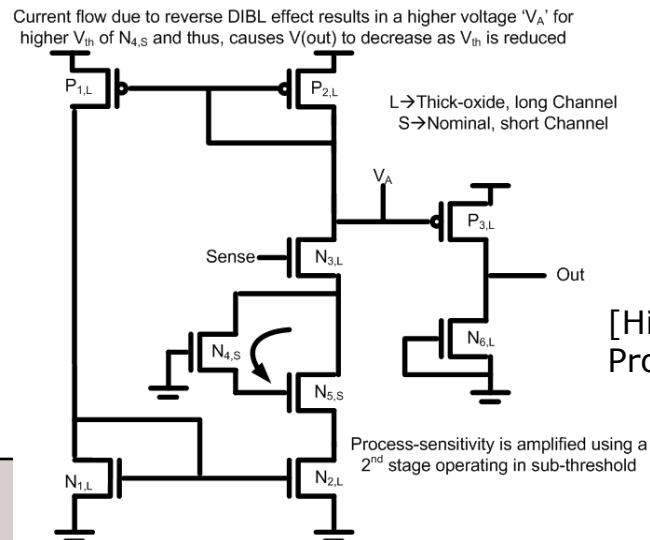 Current flow due to reverse DIBL effect results in a higher voltage ‘VA’ for
higher Vth of N4,S and thus, causes V(out) to decrease as Vth is reduced
P1,L
P2,L
L→Thick-oxide, long Channel
S→Nominal, short Channel
VA
P3,L
Sense
N3,L
Out
N4,S
N6,L
[Hi
Pro
N5,S
Process-sensitivity is amplified using a
2nd stage operating in sub-threshold
N1,L
N2,L